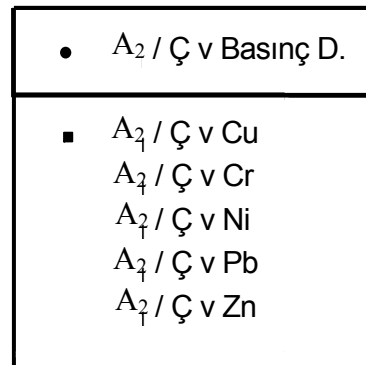 • A2 / Ç v Basınç D.
▪ A2 / Ç v Cu
A2 / Ç v Cr
A2 / Ç v Ni
A2 / Ç v Pb
A2 / Ç v Zn